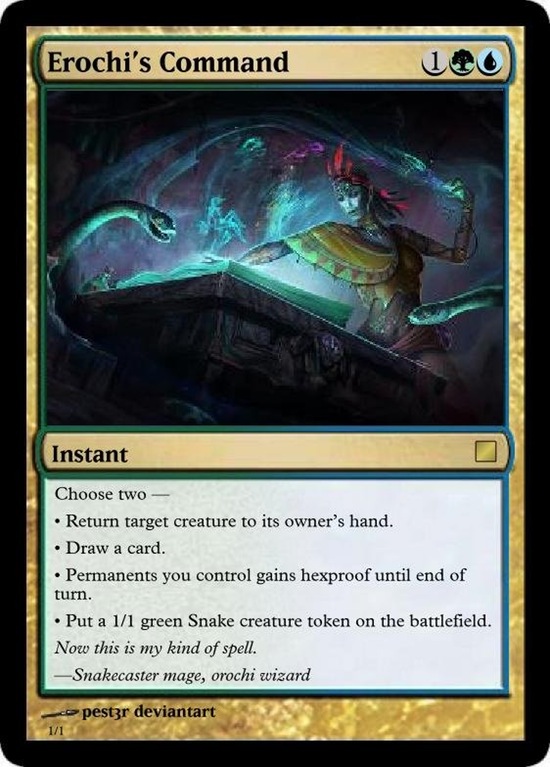 Erochi's Command
1
Instant
Choose two —
• Return target creature to its owner's hand.
• Draw a card.
• Permanents you control gains hexproof until end of
turn.
• Put a 1/1 green Snake creature token on the battlefield.
Now this is my kind of spell.
—Snakecaster mage, orochi wizard
pest3r deviantart
1/1